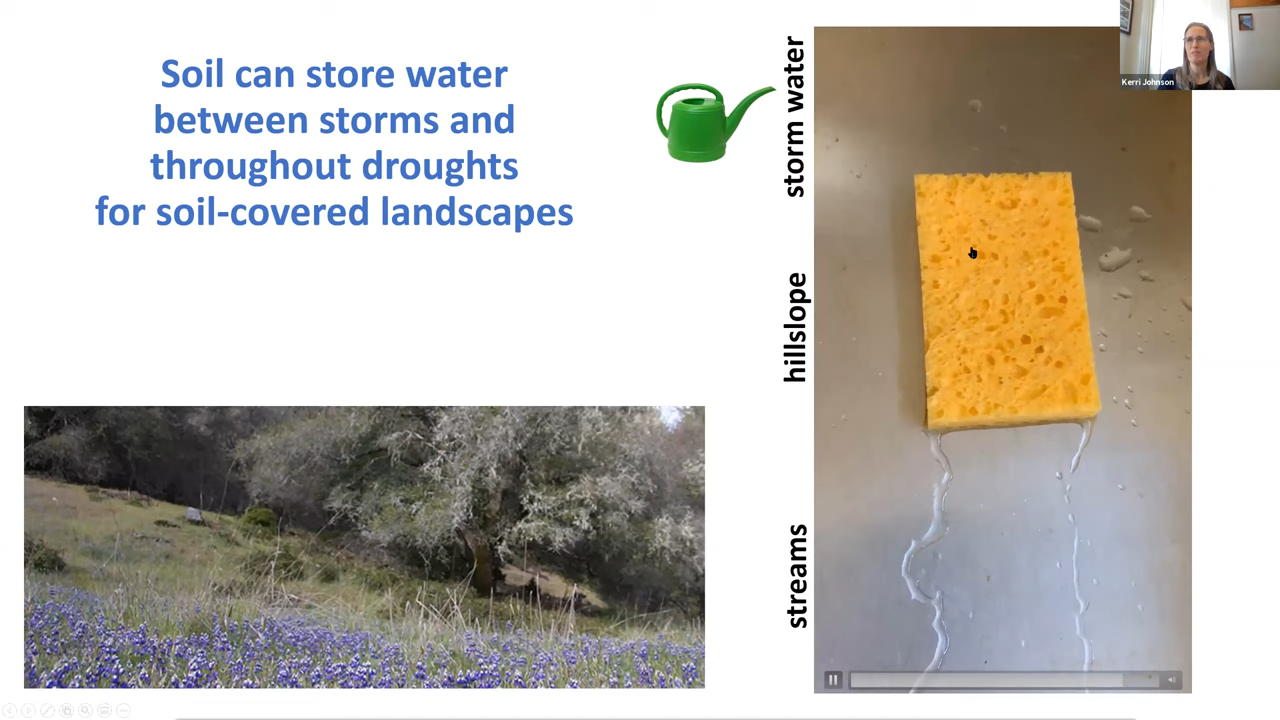 Soil can store water
between storms and
throughout droughts
for soil-covered landscapes
storm water
hillslope
streams
Kerri Johnson